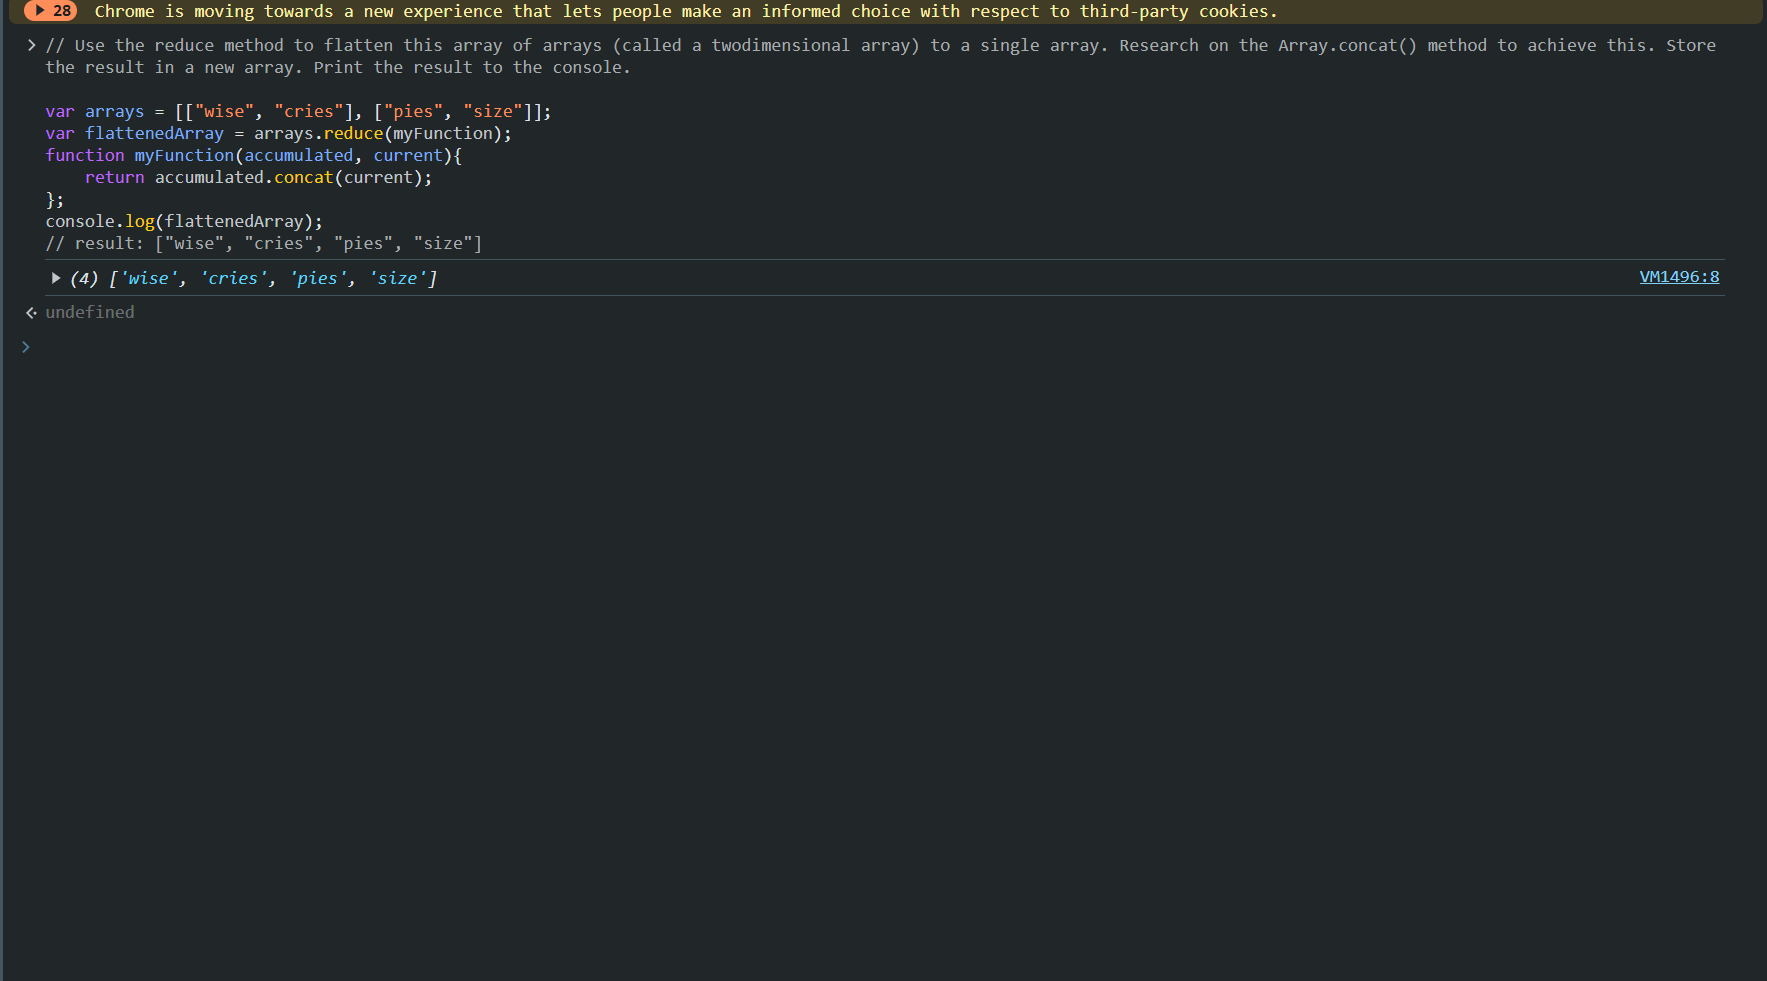 28 Chrome is moving towards a new experience that lets people make an informed choice with respect to third-party cookies.
// Use the reduce method to flatten this array of arrays (called a twodimensional array) to a single array. Research on the Array.concat() method to achieve this. Store
the result in a new array. Print the result to the console.
var arrays = [["wise", "cries"], ["pies", "size"]];
var flattenedArray = arrays.reduce(myFunction);
function myFunction(accumulated, current){
    return accumulated.concat(current);
};
console.log(flattenedArray);
// result: ["wise", "cries", "pies", "size"]
(4) ['wise', 'cries', 'pies', 'size'] VM1496:8
undefined